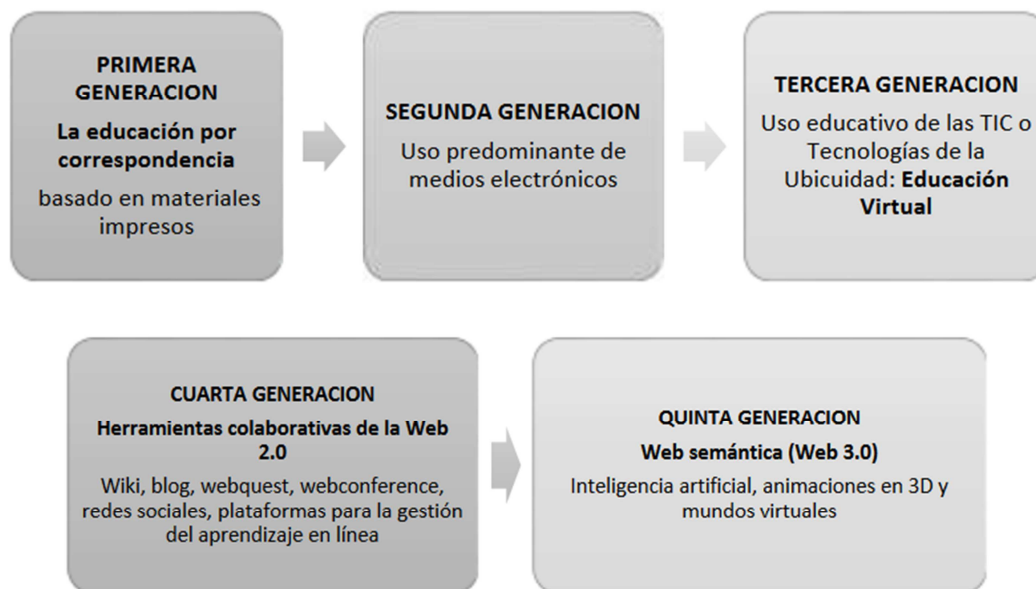 PRIMERA
GENERACION
La educación por
correspondencia
basado en materiales
impresos
SEGUNDA GENERACION
Uso predominante de
medios electrónicos
TERCERA GENERACION
Uso educativo de las TIC o
Tecnologías de la
Ubicuidad: Educación
Virtual
CUARTA GENERACION
Herramientas colaborativas de la Web
2.0
Wiki, blog, webquest, webconference,
redes sociales, plataformas para la gestión
del aprendizaje en línea
QUINTA GENERACION
Web semántica (Web 3.0)
Inteligencia artificial, animaciones en 3D y
mundos virtuales